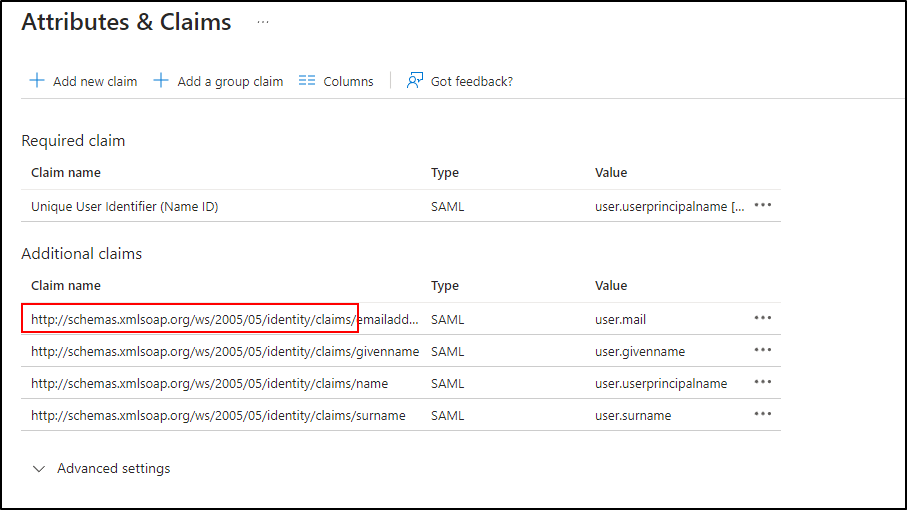 Attributes & Claims ...
Add new claim Add a group claim Columns Got feedback?
Required claim
Claim name Type Value
Unique User Identifier (Name ID) SAML user.userprincipalname [...
Additional claims
Claim name Type Value
http://schemas.xmlsoap.org/ws/2005/05/identity/claims/emailadd... SAML user.mail
http://schemas.xmlsoap.org/ws/2005/05/identity/claims/givenname SAML user.givenname
http://schemas.xmlsoap.org/ws/2005/05/identity/claims/name SAML user.userprincipalname
http://schemas.xmlsoap.org/ws/2005/05/identity/claims/surname SAML user.surname
Advanced settings